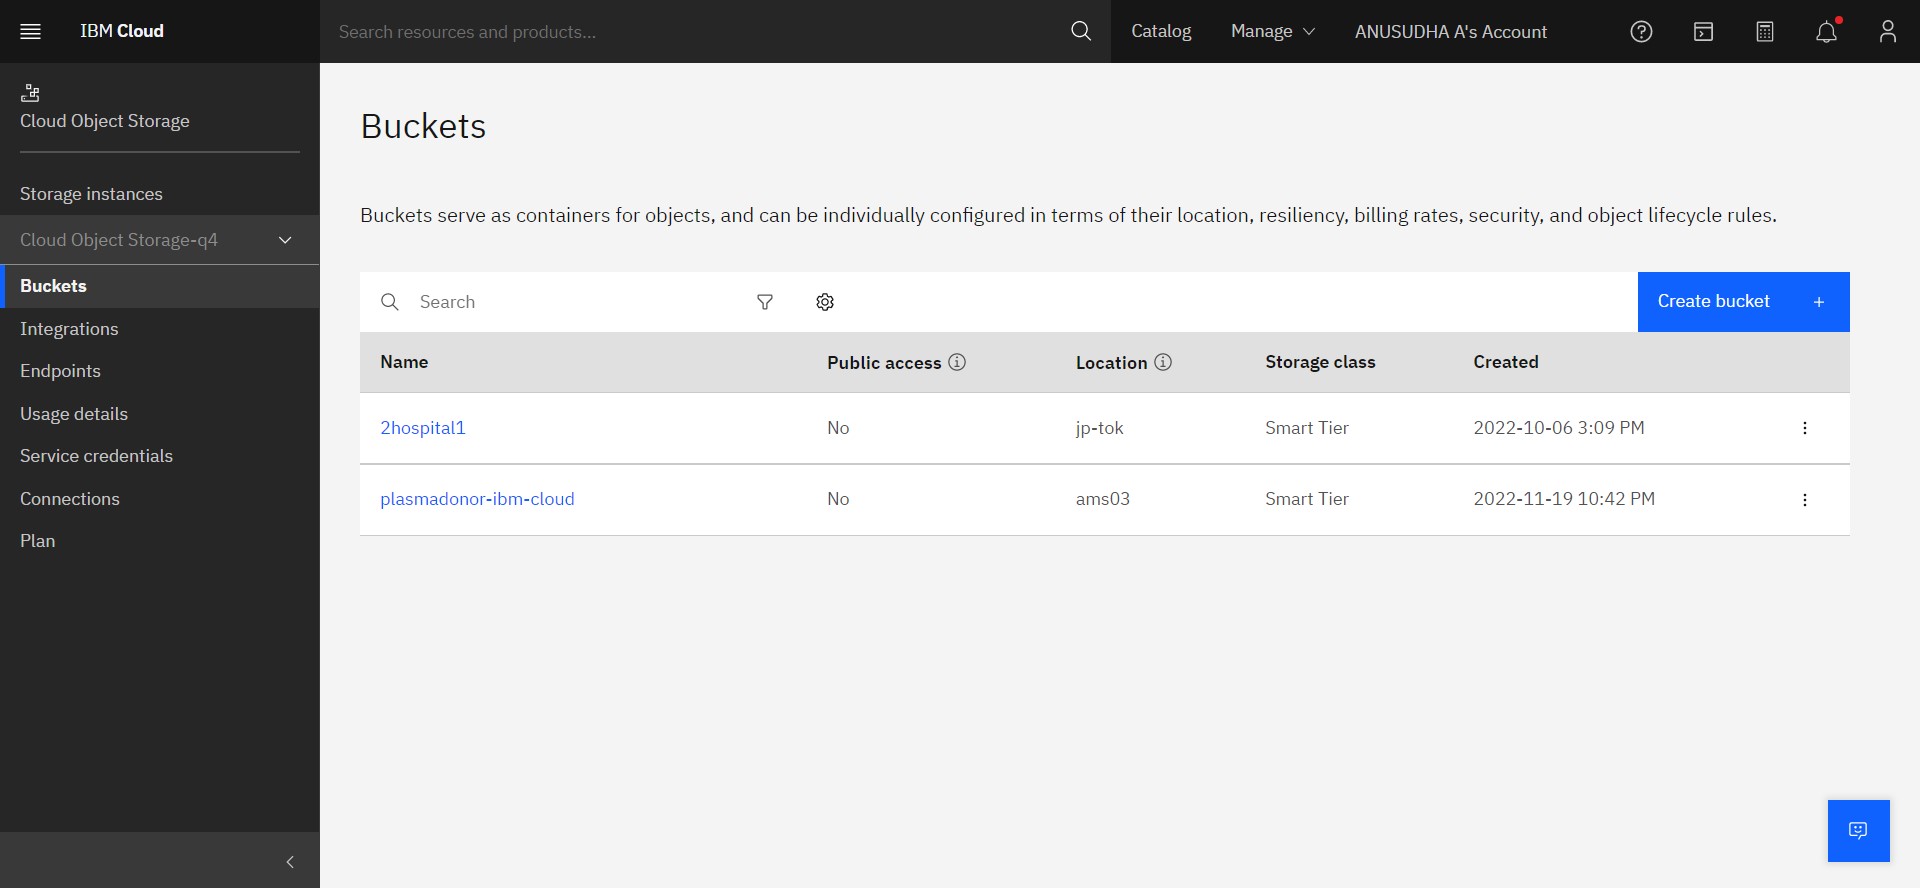 IBM Cloud
Search resources and products...
Catalog
Manage
ANUSUDHA A's Account
Cloud Object Storage
Storage instances
Cloud Object Storage-q4
Buckets
Integrations
Endpoints
Usage details
Service credentials
Connections
Plan
Buckets
Buckets serve as containers for objects, and can be individually configured in terms of their location, resiliency, billing rates, security, and object lifecycle rules.
Search
Create bucket +
Name Public access Location Storage class Created
2hospital1 No jp-tok Smart Tier 2022-10-06 3:09 PM
plasmadonor-ibm-cloud No ams03 Smart Tier 2022-11-19 10:42 PM